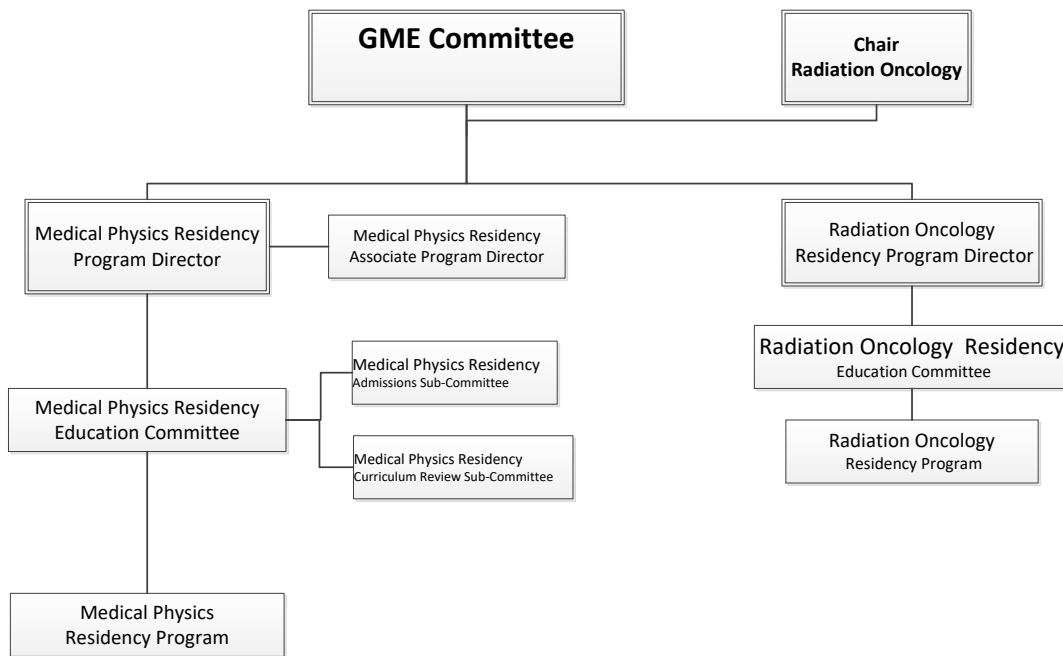 GME Committee
Chair
Radiation Oncology
Medical Physics Residency
Program Director
Medical Physics Residency
Associate Program Director
Radiation Oncology
Residency Program Director
Medical Physics Residency
Admissions Sub-Committee
Radiation Oncology  Residency
Education Committee
Medical Physics Residency
Education Committee
Medical Physics Residency
Curriculum Review Sub-Committee
Radiation Oncology
Residency Program
Medical Physics
Residency Program